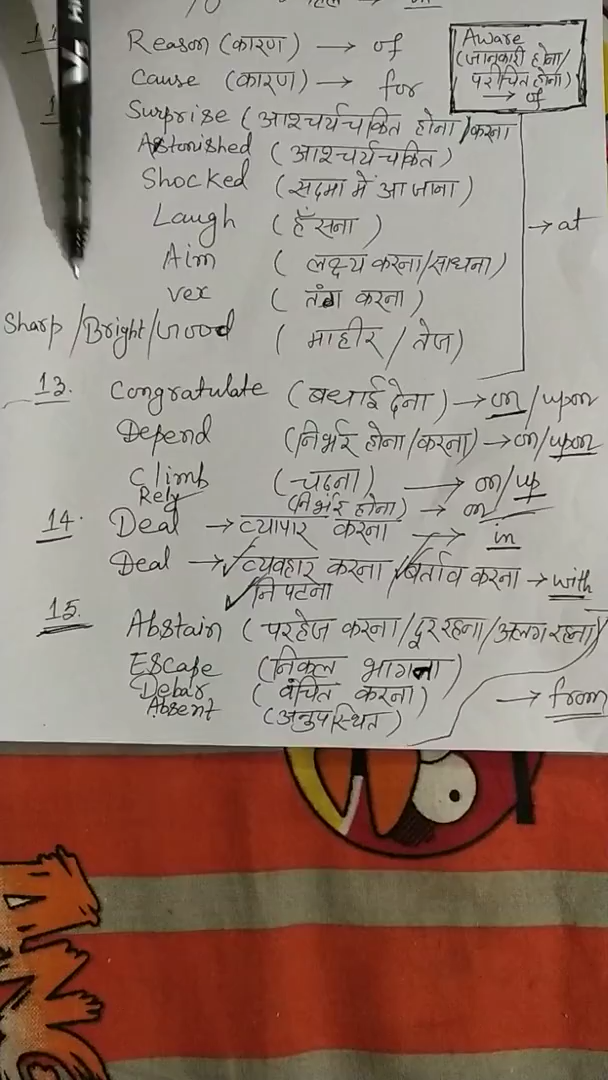 Reason (कारण) → of
Cause (कारण) → for
Aware
(जानकारी होना/
परिचित होना)
→ of
Surprise (आश्चर्यचकित होना/करना
Astonished (आश्चर्यचकित)
Shocked (सदमा में आ जाना)
Laugh (हँसना)
→ at
Aim (लक्ष्य करना/साधना)
Vex (तंग करना)
Sharp/Bright/Good (माहीर/तेज)
13. Congratulate (बधाई देना) → on/upon
Depend (निर्भर होना/करना) → on/upon
Climb (चढ़ना) → on/up
Rely (निर्भर होना) → on
14. Deal → व्यापार करना → in
Deal → व्यवहार करना/बर्ताव करना → with
निपटना
15. Abstain (परहेज करना/दूर रहना/अलग रहना)
Escape (निकल भागना)
Debar (वंचित करना) → from
Absent (अनुपस्थित)